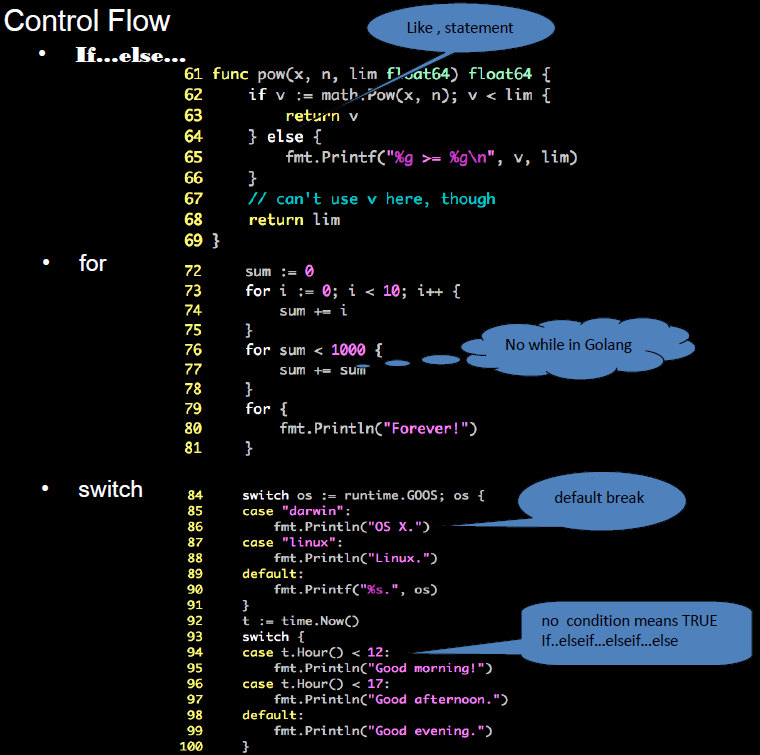 Control Flow
Like , statement
• If...else...
61 func pow(x, n, lim float64) float64 {
62     if v := math.Pow(x, n); v < lim {
63         return v
64     } else {
65         fmt.Printf("%g >= %g\n", v, lim)
66     }
67     // can't use v here, though
68     return lim
69 }
• for
72     sum := 0
73     for i := 0; i < 10; i++ {
74         sum += i
75     }
76     for sum < 1000 {
No while in Golang
77         sum += sum
78     }
79     for {
80         fmt.Println("Forever!")
81     }
• switch
84     switch os := runtime.GOOS; os {
default break
85     case "darwin":
86         fmt.Println("OS X.")
87     case "linux":
88         fmt.Println("Linux.")
89     default:
90         fmt.Printf("%s.", os)
91     }
92     t := time.Now()
93     switch {
no  condition means TRUE
If..elseif...elseif...else
94     case t.Hour() < 12:
95         fmt.Println("Good morning!")
96     case t.Hour() < 17:
97         fmt.Println("Good afternoon.")
98     default:
99         fmt.Println("Good evening.")
100     }